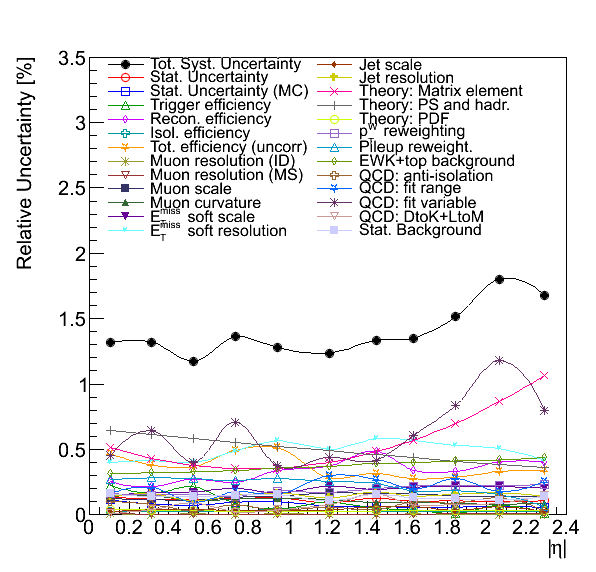 Relative Uncertainty [%]
3.5
3
2.5
2
1.5
1
0.5
0
Tot. Syst. Uncertainty
Stat. Uncertainty
Stat. Uncertainty (MC)
Trigger efficiency
Recon. efficiency
Isol. efficiency
Tot. efficiency (uncorr)
Muon resolution (ID)
Muon resolution (MS)
Muon scale
Muon curvature
E_T^miss soft scale
E_T^miss soft resolution
Jet scale
Jet resolution
Theory: Matrix element
Theory: PS and hadr.
Theory: PDF
p_T^W reweighting
Pileup reweight.
EWK+top background
QCD: anti-isolation
QCD: fit range
QCD: fit variable
QCD: DtoK+LtoM
Stat. Background
0 0.2 0.4 0.6 0.8 1 1.2 1.4 1.6 1.8 2 2.2 2.4
|η|